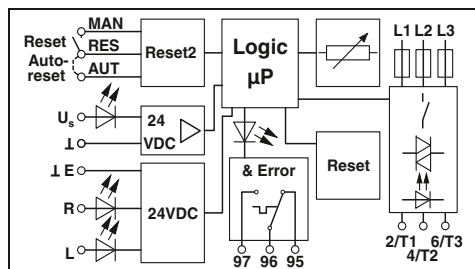 MAN
Reset
RES
Auto-
reset
AUT
Reset2
Logic
µP
L1 L2 L3
Us
24
VDC
⊥
⊥ E
R
24VDC
L
& Error
Reset
97 96 95
2/T1 6/T3
4/T2